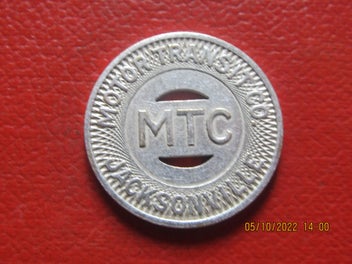 MOTOR TRANSIT CO
MTC
JACKSONVILLE
05/10/2022 14:00